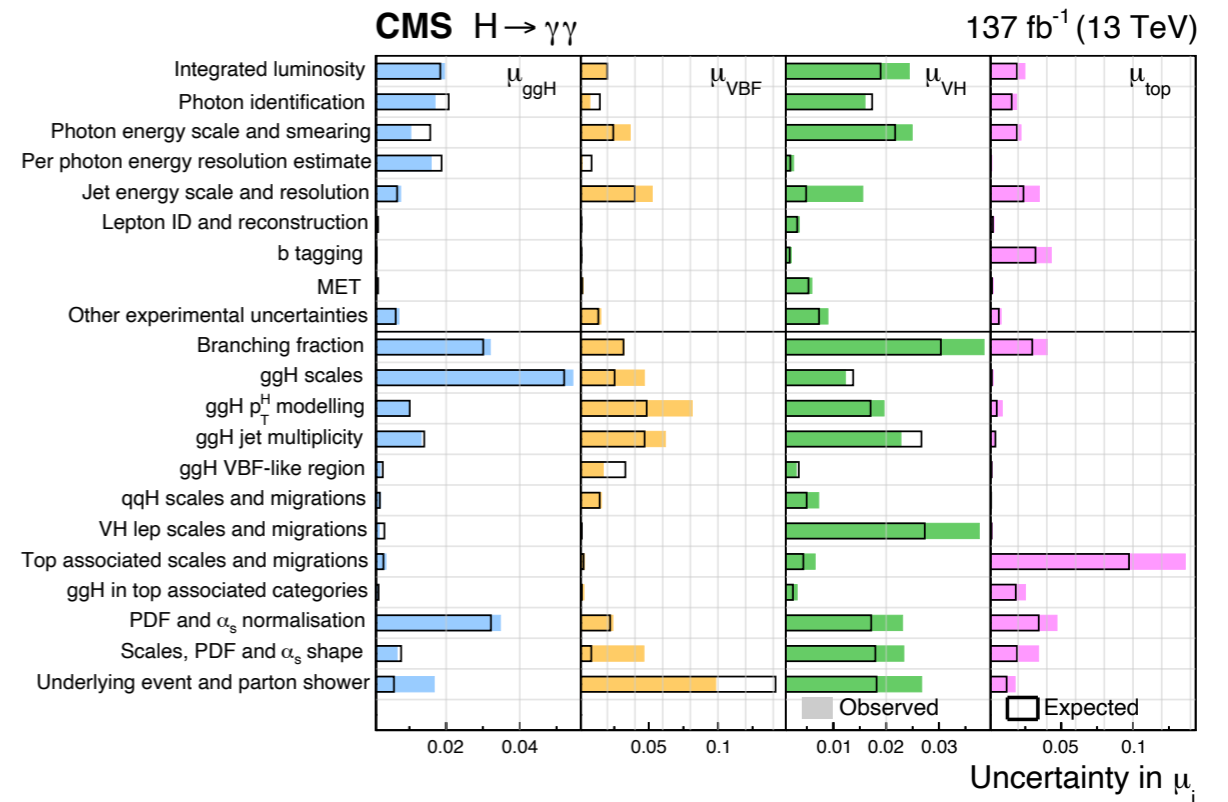 CMS H → γγ 137 fb⁻¹ (13 TeV)
μ_ggH μ_VBF μ_VH μ_top
Integrated luminosity
Photon identification
Photon energy scale and smearing
Per photon energy resolution estimate
Jet energy scale and resolution
Lepton ID and reconstruction
b tagging
MET
Other experimental uncertainties
Branching fraction
ggH scales
ggH p_T^H modelling
ggH jet multiplicity
ggH VBF-like region
qqH scales and migrations
VH lep scales and migrations
Top associated scales and migrations
ggH in top associated categories
PDF and α_s normalisation
Scales, PDF and α_s shape
Underlying event and parton shower
Observed Expected
0.02 0.04 0.05 0.1 0.01 0.02 0.03 0.05 0.1
Uncertainty in μ_i